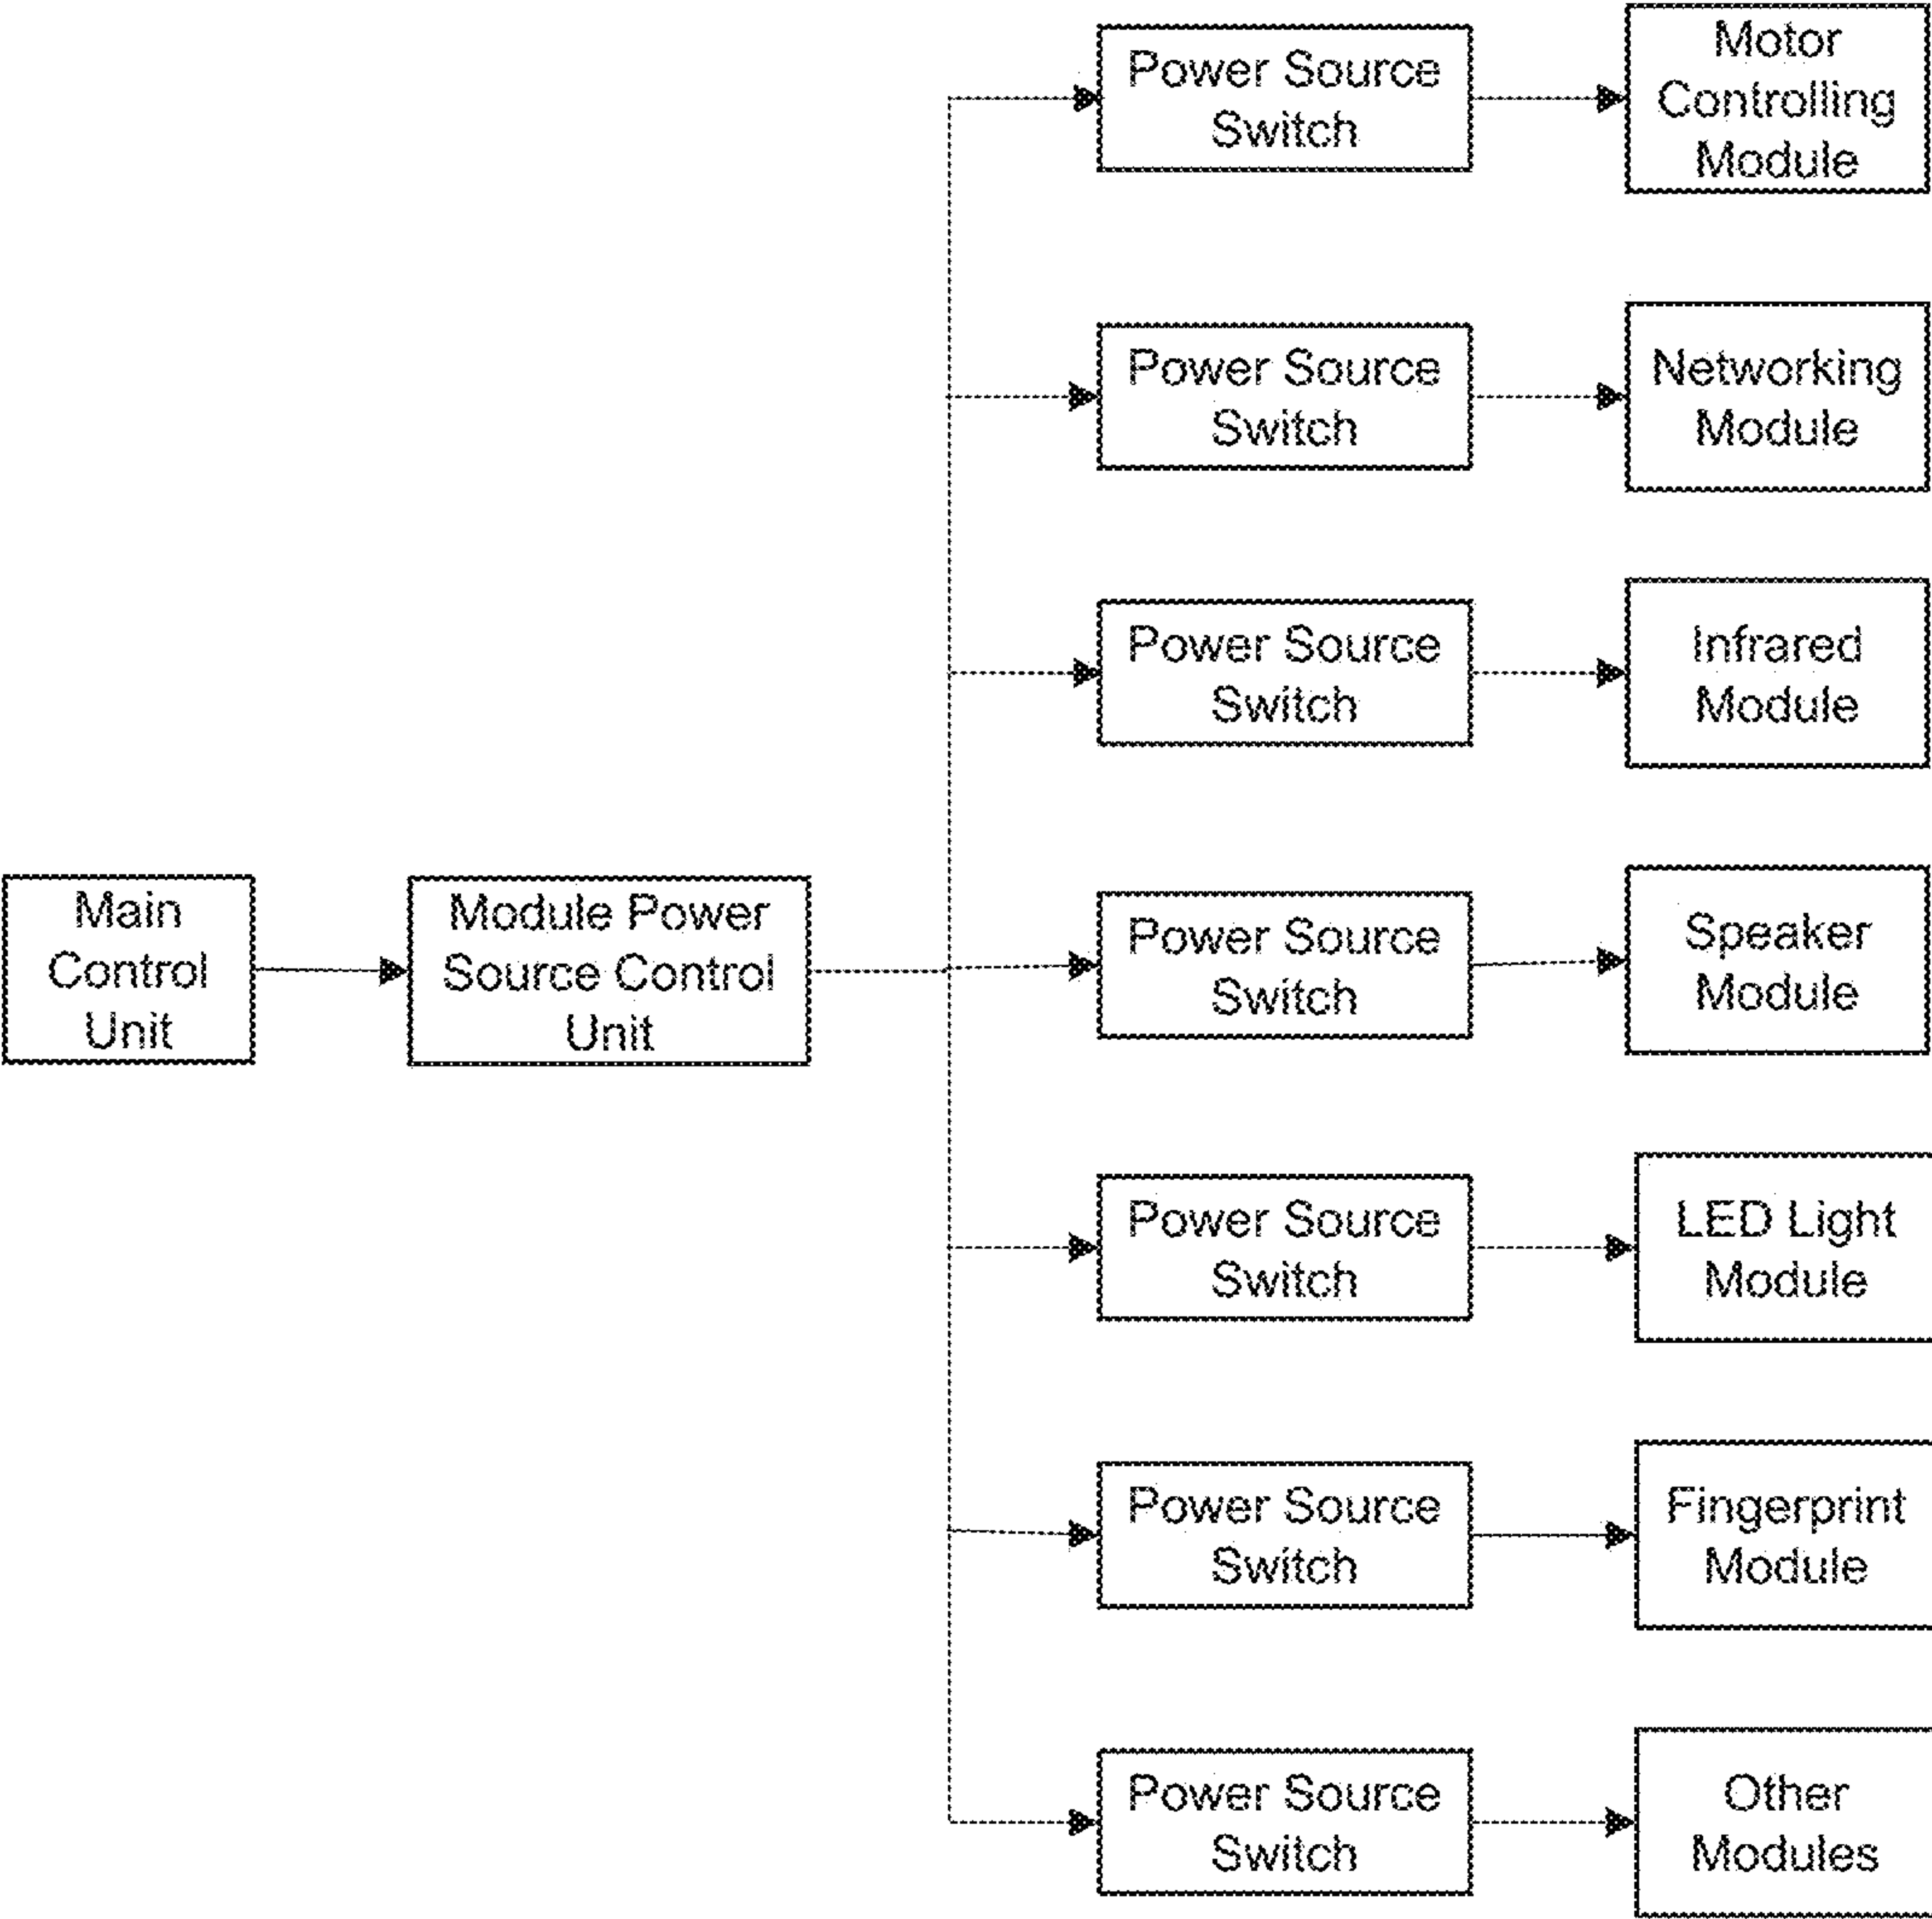 Power Source
Switch
Motor
Controlling
Module
Power Source
Switch
Networking
Module
Power Source
Switch
Infrared
Module
Main
Control
Unit
Module Power
Source Control
Unit
Power Source
Switch
Speaker
Module
Power Source
Switch
LED Light
Module
Power Source
Switch
Fingerprint
Module
Power Source
Switch
Other
Modules